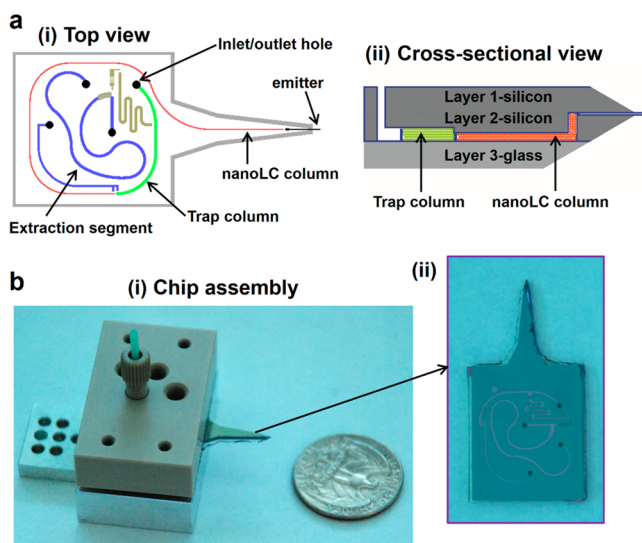 a
(i) Top view
Inlet/outlet hole
emitter
nanoLC column
Trap column
Extraction segment
(ii) Cross-sectional view
Layer 1-silicon
Layer 2-silicon
Layer 3-glass
Trap column
nanoLC column
b
(i) Chip assembly
(ii)